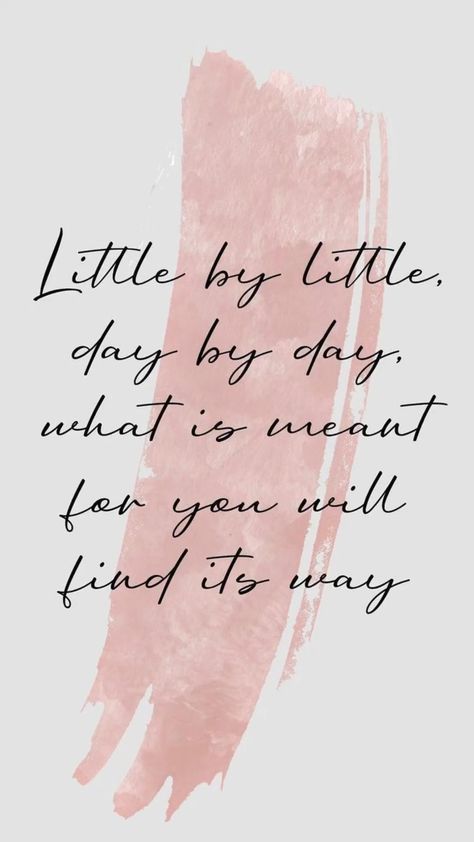 Little by little,
day by day,
what is meant
for you will
find its way